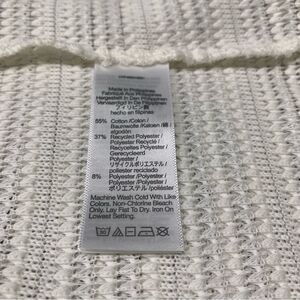 Made in Philippines
Fabriqué Aux Philippines
Hergestellt in Den Philippinen
Vervaardigd In De Filipijnen
フィリピン製
hecho en filipinas
55% Cotton /Coton /
Baumwolle /Katoen /綿 /
algodón
37% Recycled Polyester /
Polyester Recyclé /
Recyceltes Polyester /
Gerecycleerd
Polyester /
リサイクルポリエステル /
poliester reciclado
8% Polyester /Polyester
/Polyester /Polyester /
ポリエステル /poliéster
Machine Wash Cold With Like
Colors. Non-Chlorine Bleach
Only. Lay Flat To Dry. Iron On
Lowest Setting.